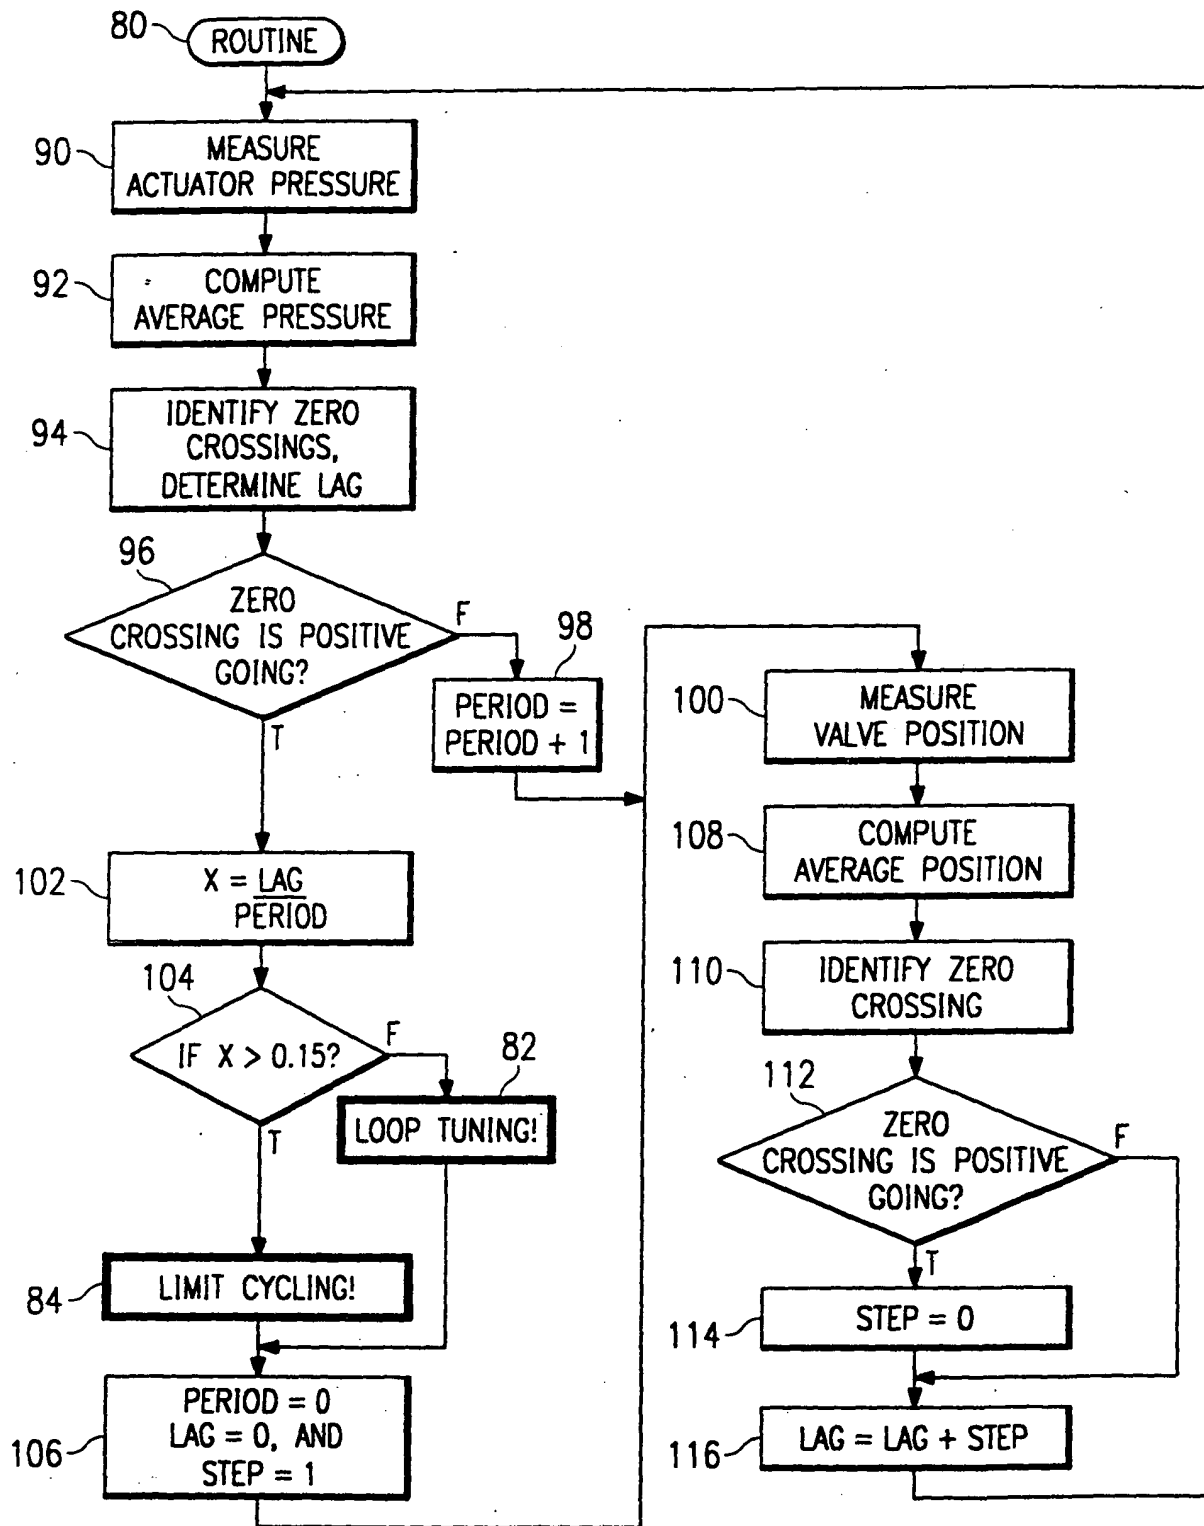 80
ROUTINE
90
MEASURE
ACTUATOR PRESSURE
92
COMPUTE
AVERAGE PRESSURE
94
IDENTIFY ZERO
CROSSINGS,
DETERMINE LAG
96
ZERO
CROSSING IS POSITIVE
GOING?
F
T
98
PERIOD =
PERIOD + 1
102
X = LAG
PERIOD
104
IF X > 0.15?
F
T
82
LOOP TUNING!
84
LIMIT CYCLING!
106
PERIOD = 0
LAG = 0, AND
STEP = 1
100
MEASURE
VALVE POSITION
108
COMPUTE
AVERAGE POSITION
110
IDENTIFY ZERO
CROSSING
112
ZERO
CROSSING IS POSITIVE
GOING?
F
T
114
STEP = 0
116
LAG = LAG + STEP